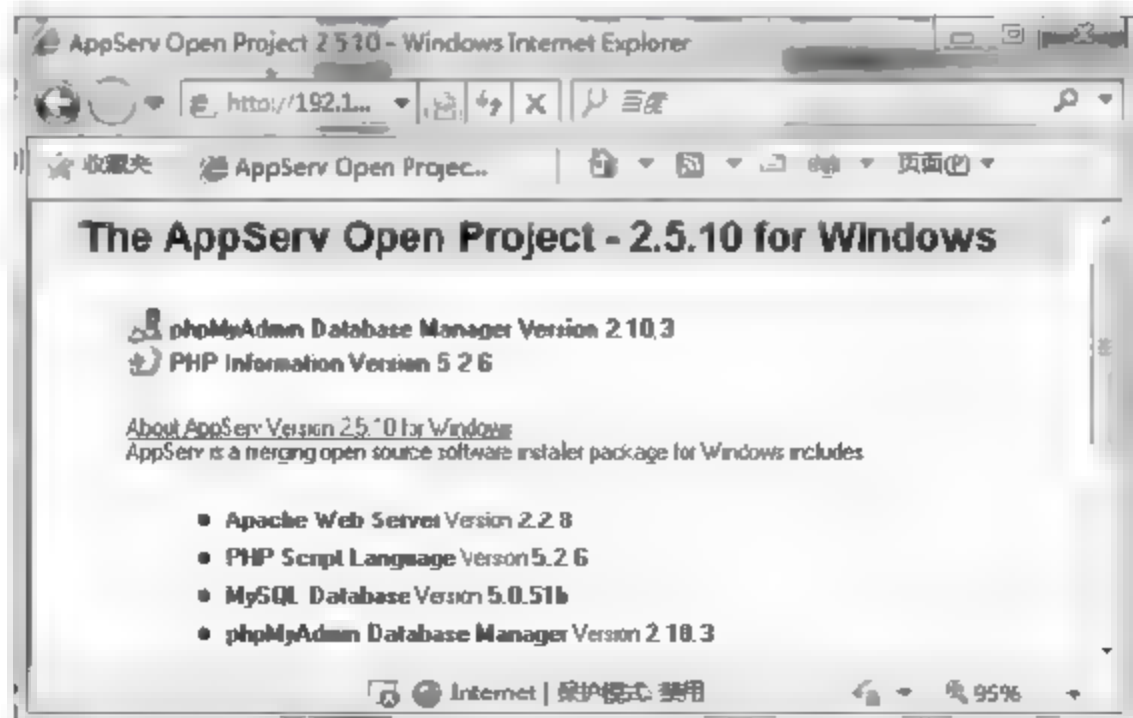 AppServ Open Project 2.5.10 - Windows Internet Explorer
http://192.1... 百度
收藏夹 AppServ Open Projec... 页面(P)
The AppServ Open Project - 2.5.10 for Windows
phpMyAdmin Database Manager Version 2.10.3
PHP Information Version 5.2.6
About AppServ Version 2.5.10 for Windows
AppServ is a merging open source software installer package for Windows includes
Apache Web Server Version 2.2.8
PHP Script Language Version 5.2.6
MySQL Database Version 5.0.51b
phpMyAdmin Database Manager Version 2.10.3
Internet | 保护模式: 禁用 95%